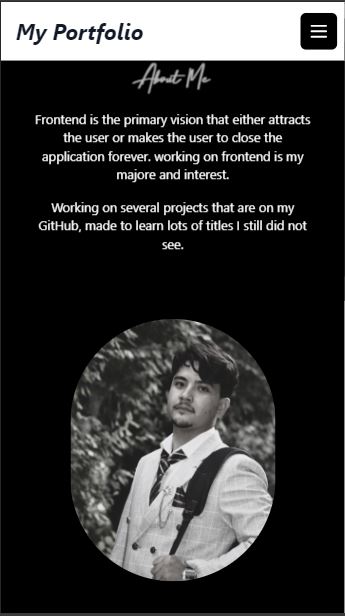 My Portfolio
About Me
Frontend is the primary vision that either attracts
the user or makes the user to close the
application forever. working on frontend is my
majore and interest.
Working on several projects that are on my
GitHub, made to learn lots of titles I still did not
see.